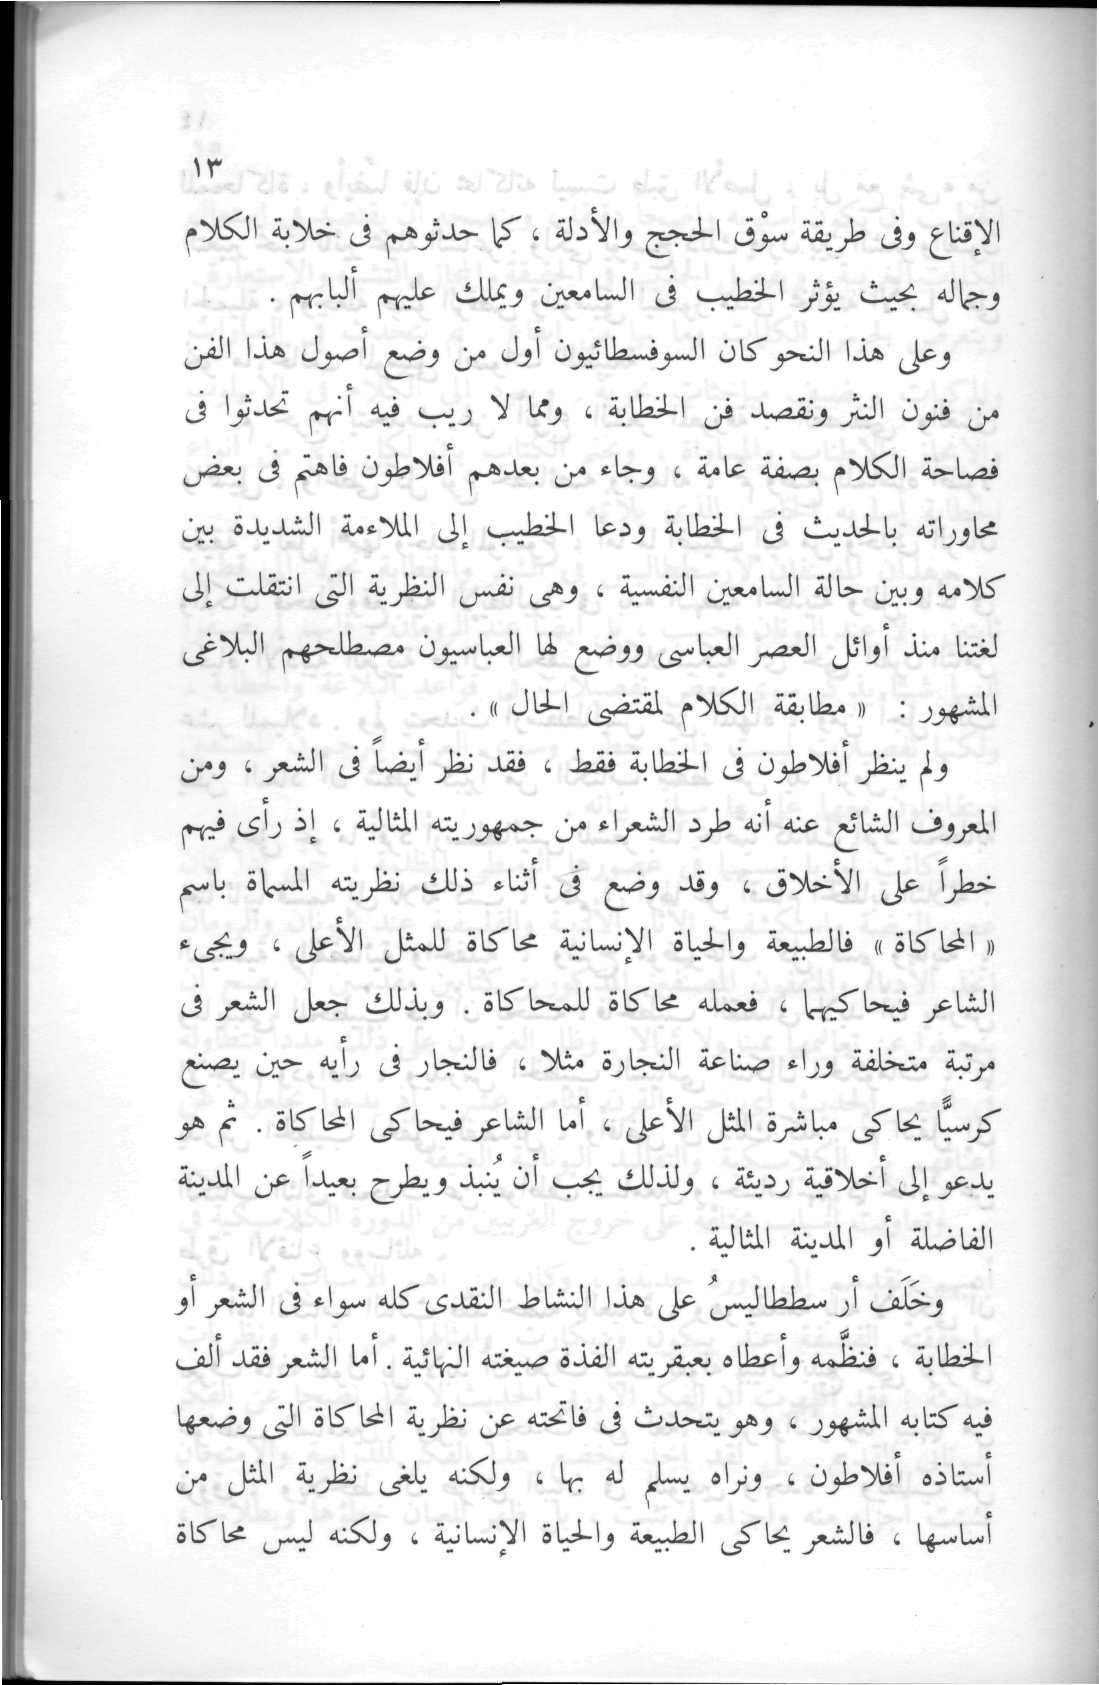 ١٣
الإقناع وفى طريقة سوْق الحجج والأدلة ، كما حدثوهم فى خلابة الكلام
وجماله بحيث يؤثر الخطيب فى السامعين ويملك عليهم ألبابهم .
وعلى هذا النحو كان السوفسطائيون أول من وضع أصول هذا الفن
من فنون النثر ونقصد فن الخطابة ، ومما لا ريب فيه أنهم تحدثوا فى
فصاحة الكلام بصفة عامة ، وجاء من بعدهم أفلاطون فاهتم فى بعض
محاوراته بالحديث فى الخطابة ودعا الخطيب إلى الملاءمة الشديدة بين
كلامه وبين حالة السامعين النفسية ، وهى نفس النظرية التى انتقلت إلى
لغتنا منذ أوائل العصر العباسى ووضع لها العباسيون مصطلحهم البلاغى
المشهور : « مطابقة الكلام لمقتضى الحال » .
ولم ينظر أفلاطون فى الخطابة فقط ، فقد نظر أيضاً فى الشعر ، ومن
المعروف الشائع عنه أنه طرد الشعراء من جمهوريته المثالية ، إذ رأى فيهم
خطراً على الأخلاق ، وقد وضع فى أثناء ذلك نظريته المسماة باسم
« المحاكاة » فالطبيعة والحياة الإنسانية محاكاة للمثل الأعلى ، ويجىء
الشاعر فيحاكيهما ، فعمله محاكاة للمحاكاة . وبذلك جعل الشعر فى
مرتبة متخلفة وراء صناعة النجارة مثلا ، فالنجار فى رأيه حين يصنع
كرسيًّا يحاكى مباشرة المثل الأعلى ، أما الشاعر فيحاكى المحاكاة . ثم هو
يدعو إلى أخلاقية رديئة ، ولذلك يجب أن يُنبذ ويطرح بعيداً عن المدينة
الفاضلة أو المدينة المثالية .
وخَلَف أر سططاليسُ على هذا النشاط النقدى كله سواء فى الشعر أو
الخطابة ، فنظَّمه وأعطاه بعبقريته الفذة صيغته النهائية . أما الشعر فقد ألف
فيه كتابه المشهور ، وهو يتحدث فى فاتحته عن نظرية المحاكاة التى وضعها
أستاذه أفلاطون ، ونراه يسلم له بها ، ولكنه يلغى نظرية المثل من
أساسها ، فالشعر يحاكى الطبيعة والحياة الإنسانية ، ولكنه ليس محاكاة